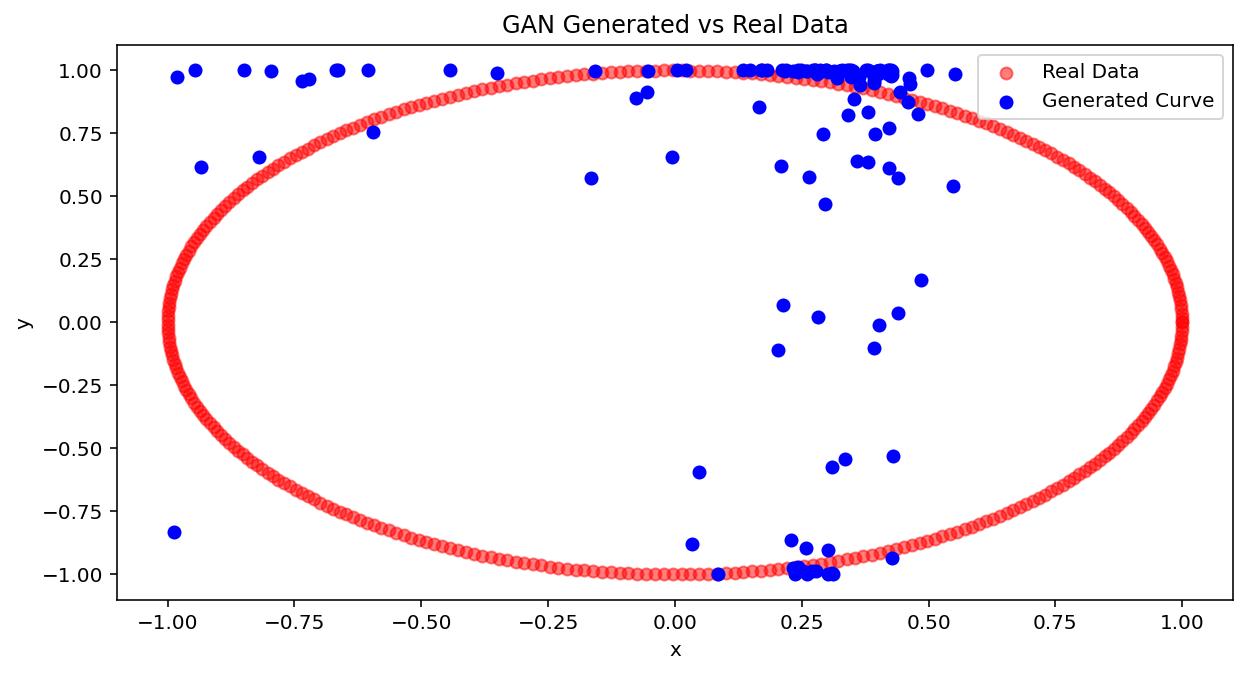 GAN Generated vs Real Data
Real Data
Generated Curve
1.00
0.75
0.50
0.25
0.00
−0.25
−0.50
−0.75
−1.00
y
−1.00 −0.75 −0.50 −0.25 0.00 0.25 0.50 0.75 1.00
x